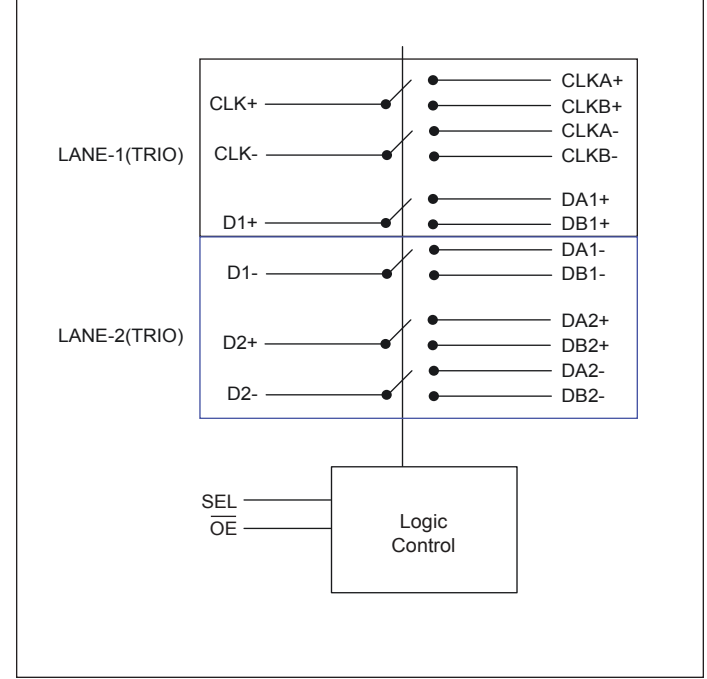 CLKA+
CLK+
CLKB+
CLKA-
LANE-1(TRIO)
CLK-
CLKB-
DA1+
D1+
DB1+
DA1-
D1-
DB1-
DA2+
LANE-2(TRIO)
D2+
DB2+
DA2-
D2-
DB2-
SEL
OE
Logic
Control